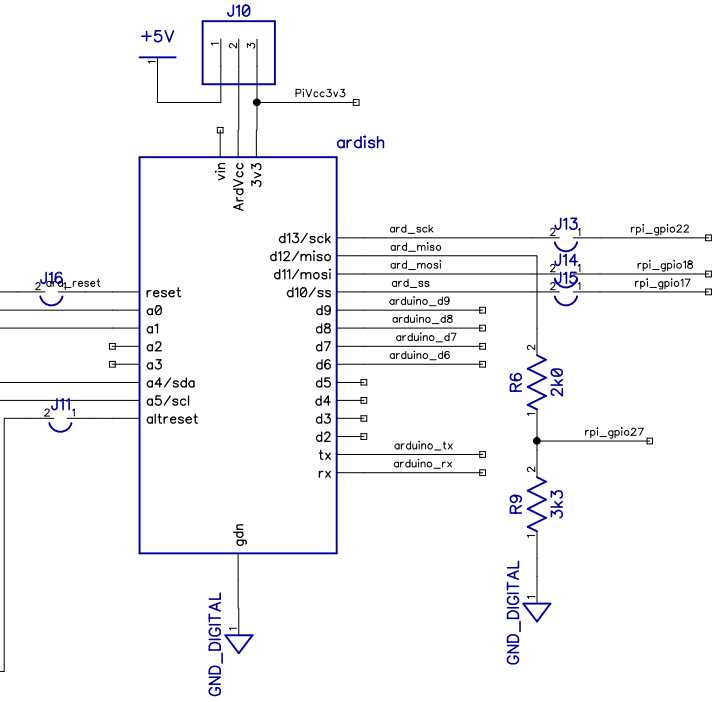 J10
+5V
1
1
2
3
PiVcc3v3
ardish
vin
ArdVcc
3v3
d13/sck
ard_sck
2
J13
1
rpi_gpio22
d12/miso
ard_miso
d11/mosi
ard_mosi
2
J14
1
rpi_gpio18
d10/ss
ard_ss
2
J15
1
rpi_gpio17
J16
2
1
ard_reset
reset
a0
a1
a2
a3
a4/sda
a5/scl
J11
2
1
altreset
d9
arduino_d9
d8
arduino_d8
d7
arduino_d7
d6
arduino_d6
d5
d4
d3
d2
tx
arduino_tx
rx
arduino_rx
2
R6
2k0
1
rpi_gpio27
2
R9
3k3
1
gdn
1
GND_DIGITAL
1
GND_DIGITAL